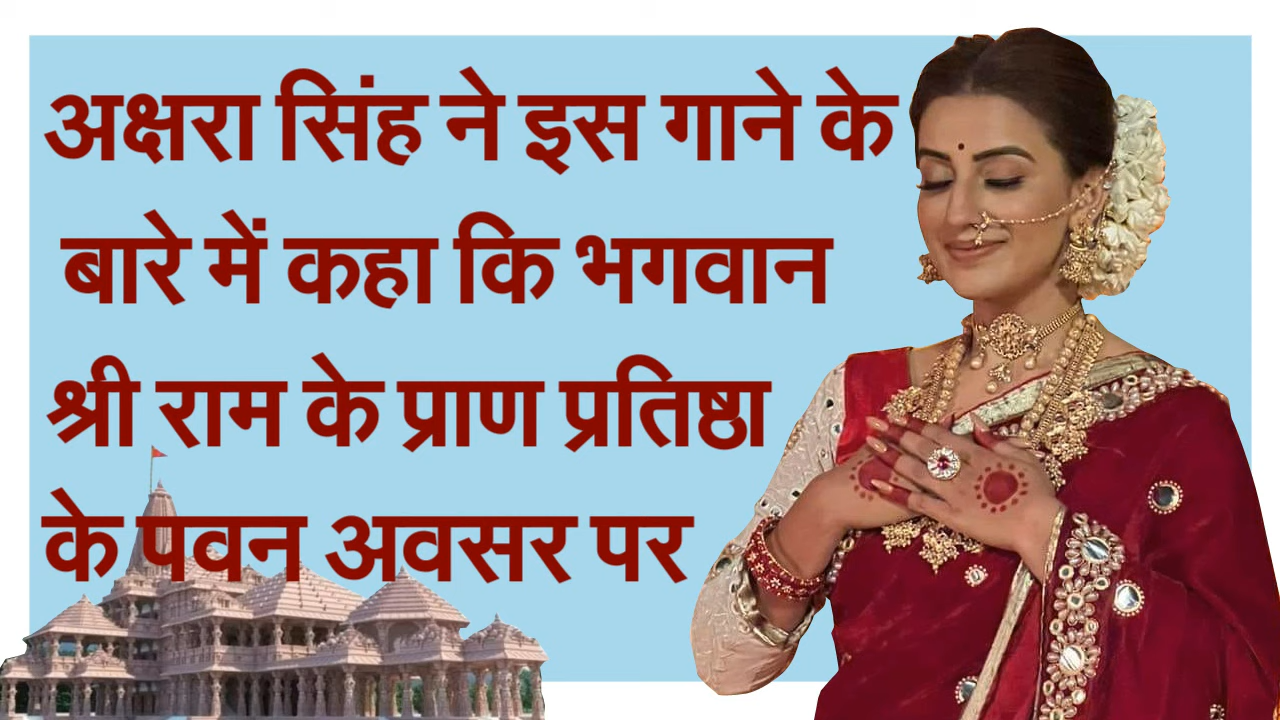 अक्षरा सिंह ने इस गाने के
बारे में कहा कि भगवान
श्री राम के प्राण प्रतिष्ठा
के पवन अवसर पर